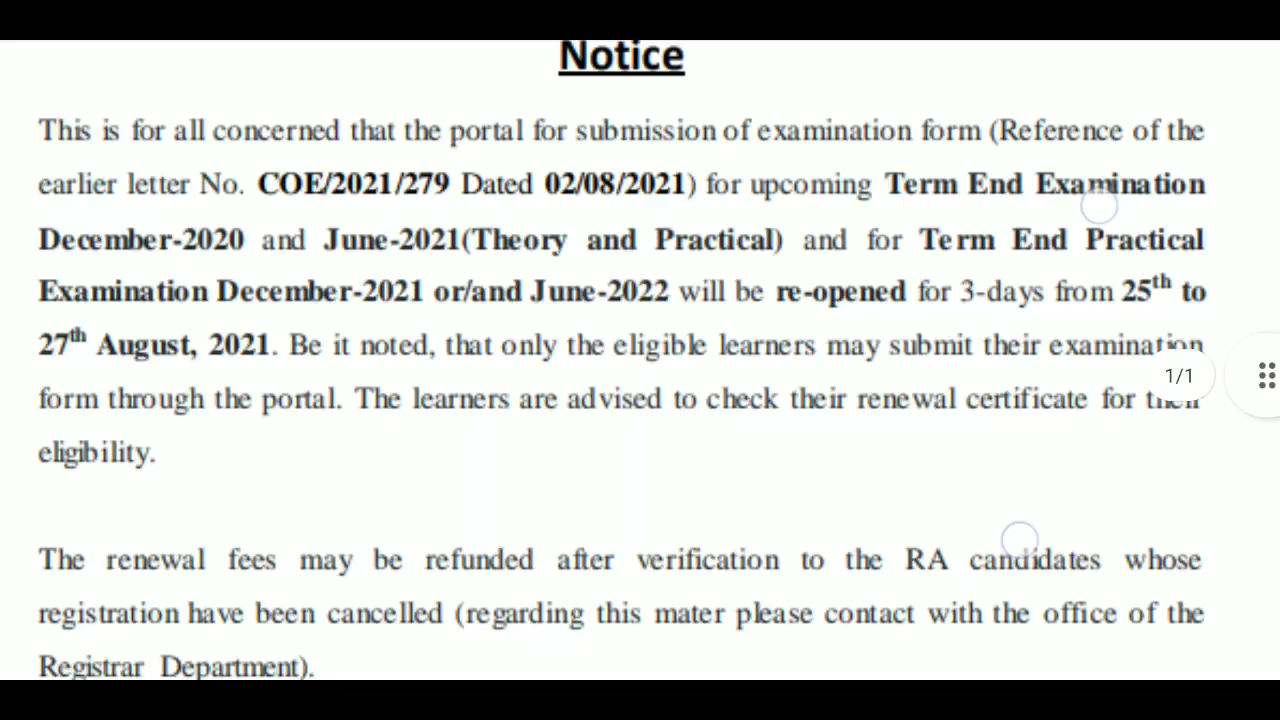 Notice
This is for all concerned that the portal for submission of examination form (Reference of the
earlier letter No. COE/2021/279 Dated 02/08/2021) for upcoming Term End Examination
December-2020 and June-2021(Theory and Practical) and for Term End Practical
Examination December-2021 or/and June-2022 will be re-opened for 3-days from 25th to
27th August, 2021. Be it noted, that only the eligible learners may submit their examination
1/1
form through the portal. The learners are advised to check their renewal certificate for their
eligibility.
The renewal fees may be refunded after verification to the RA candidates whose
registration have been cancelled (regarding this mater please contact with the office of the
Registrar Department).